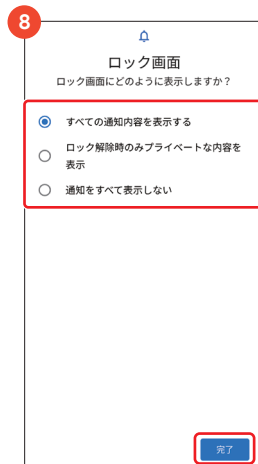 8
ロック画面
ロック画面にどのように表示しますか？
すべての通知内容を表示する
ロック解除時のみプライベートな内容を
表示
通知をすべて表示しない
完了